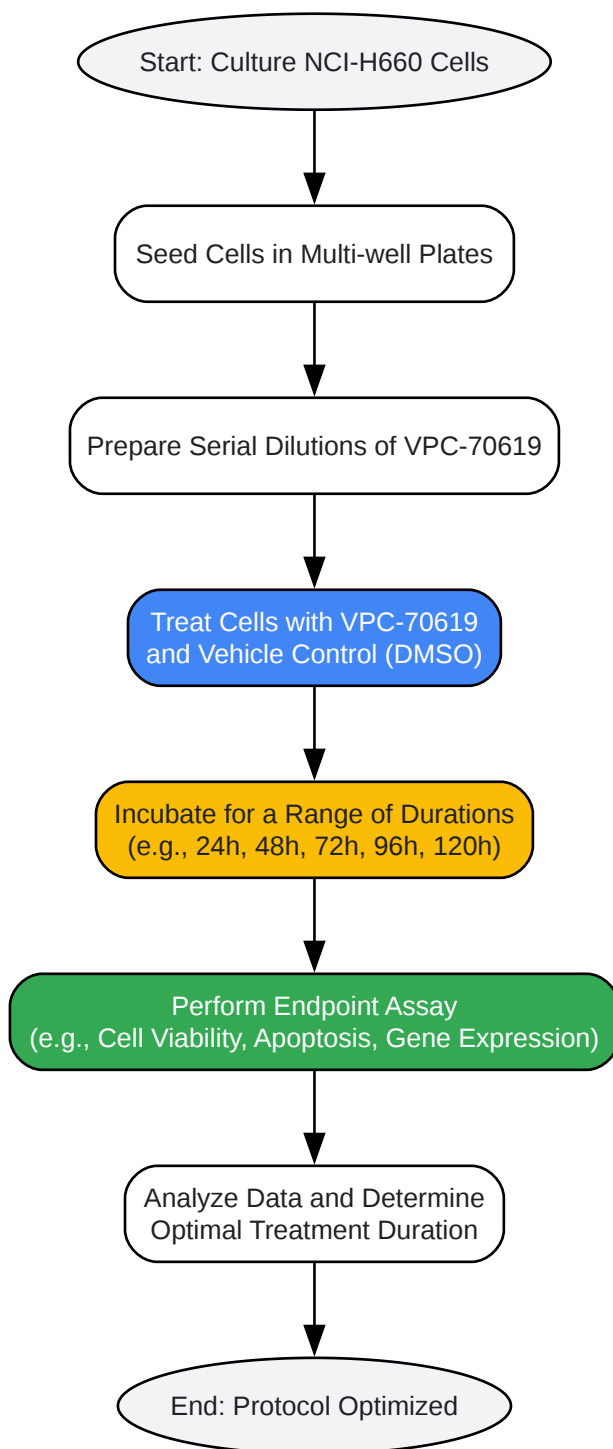 Start: Culture NCI-H660 Cells
Seed Cells in Multi-well Plates
Prepare Serial Dilutions of VPC-70619
Treat Cells with VPC-70619
and Vehicle Control (DMSO)
Incubate for a Range of Durations
(e.g., 24h, 48h, 72h, 96h, 120h)
Perform Endpoint Assay
(e.g., Cell Viability, Apoptosis, Gene Expression)
Analyze Data and Determine
Optimal Treatment Duration
End: Protocol Optimized